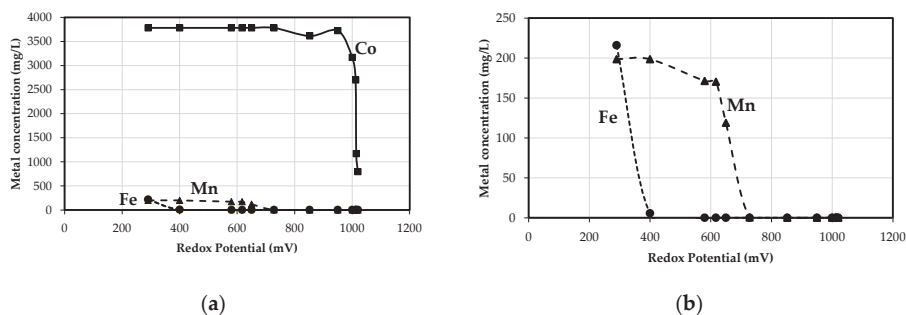 4000
3500
3000
2500
2000
1500
1000
500
0
Metal concentration (mg/L)
Co
Fe
Mn
0 200 400 600 800 1000 1200
Redox Potential (mV)
(a)
250
200
150
100
50
0
Metal concentration (mg/L)
Fe
Mn
0 200 400 600 800 1000 1200
Redox Potential (mV)
(b)